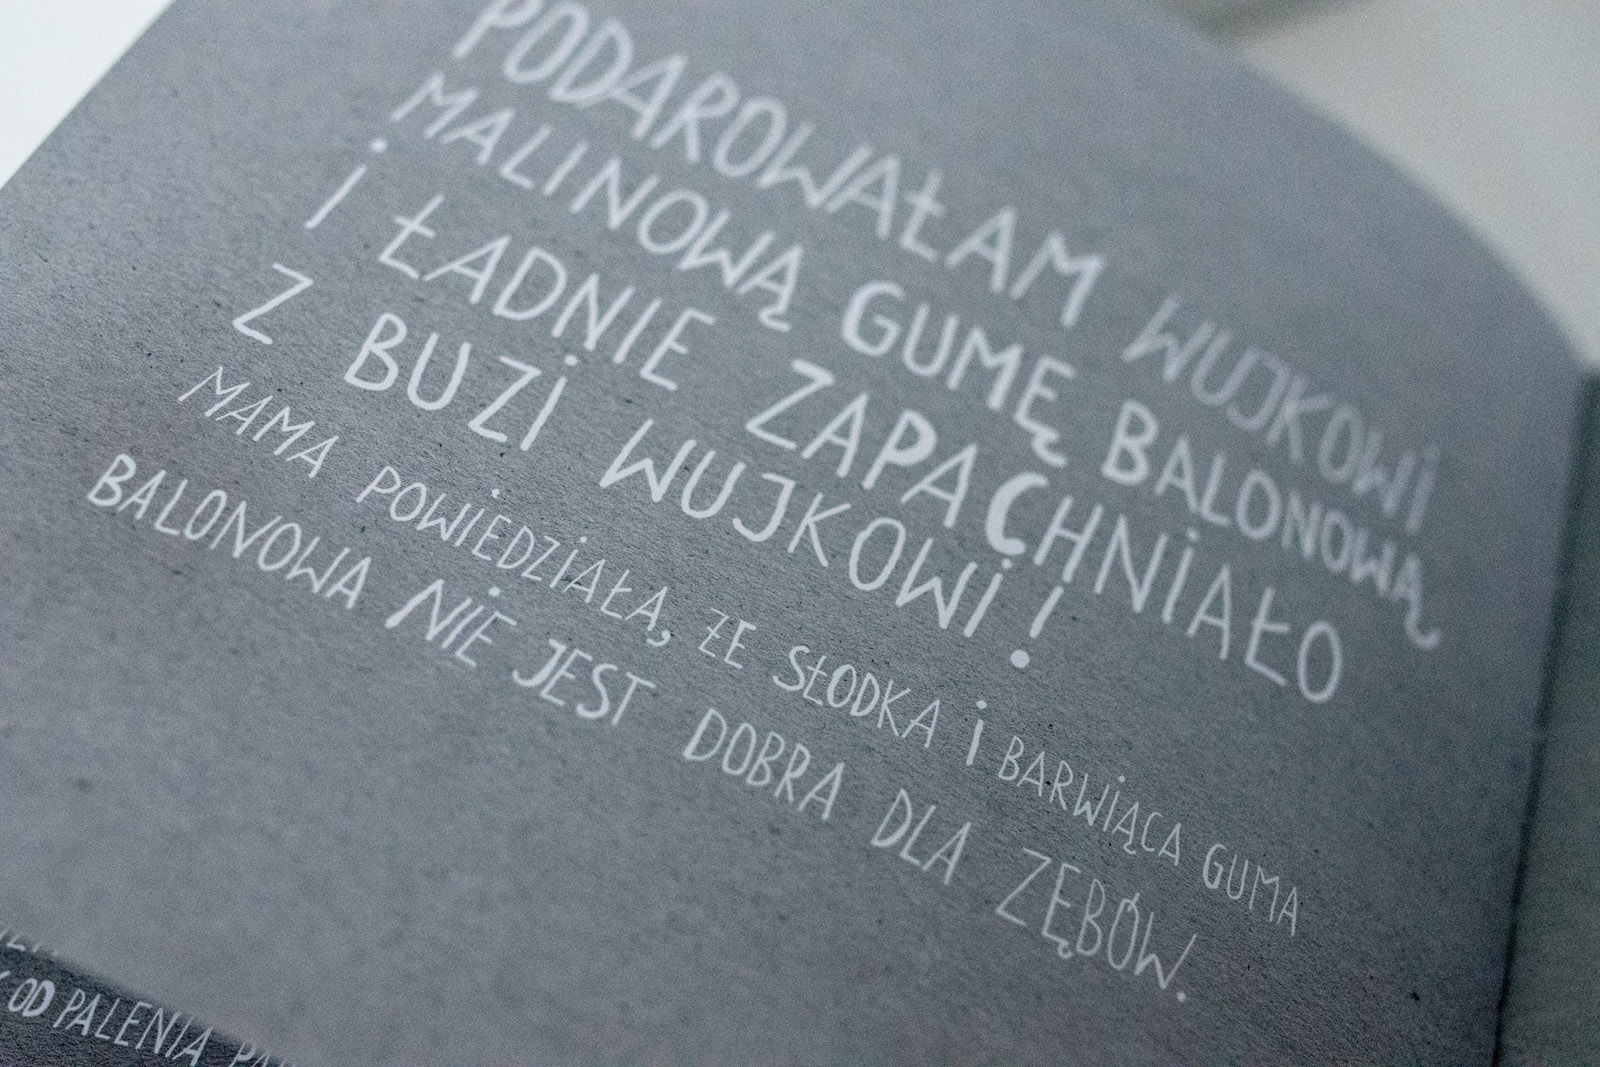 PODAROWAŁAM WUJKOWI
MALINOWĄ GUMĘ BALONOWĄ
I ŁADNIE ZAPACHNIAŁO
Z BUZI WUJKOWI!
MAMA POWIEDZIAŁA, ŻE SŁODKA I BARWIĄCA GUMA
BALONOWA NIE JEST DOBRA DLA ZĘBÓW.
OD PALENIA